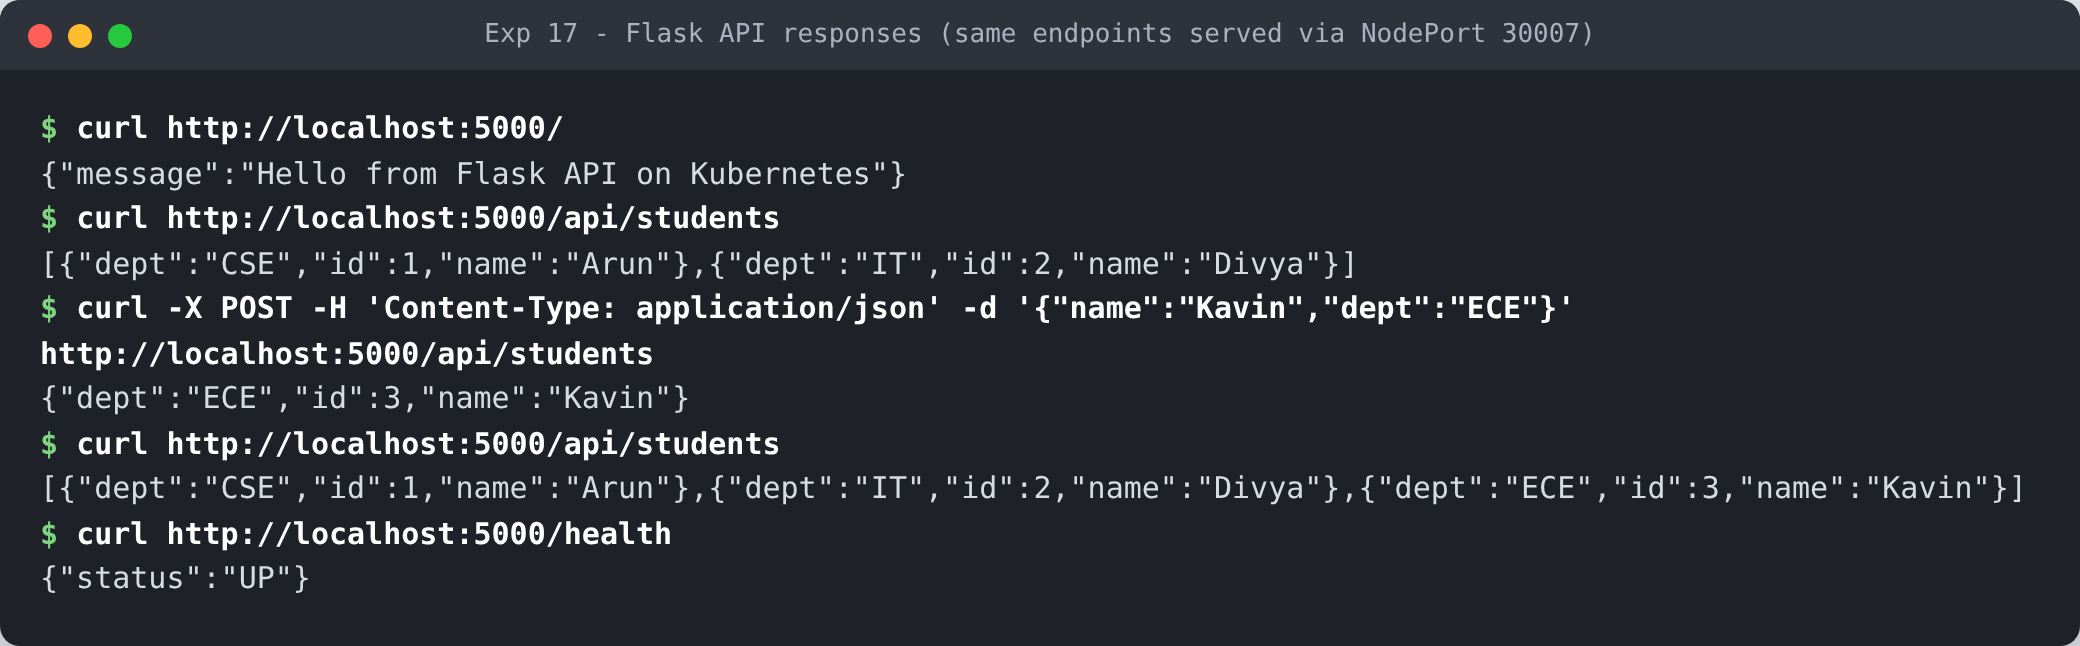 Exp 17 - Flask API responses (same endpoints served via NodePort 30007)
$ curl http://localhost:5000/
{"message":"Hello from Flask API on Kubernetes"}
$ curl http://localhost:5000/api/students
[{"dept":"CSE","id":1,"name":"Arun"},{"dept":"IT","id":2,"name":"Divya"}]
$ curl -X POST -H 'Content-Type: application/json' -d '{"name":"Kavin","dept":"ECE"}'
http://localhost:5000/api/students
{"dept":"ECE","id":3,"name":"Kavin"}
$ curl http://localhost:5000/api/students
[{"dept":"CSE","id":1,"name":"Arun"},{"dept":"IT","id":2,"name":"Divya"},{"dept":"ECE","id":3,"name":"Kavin"}]
$ curl http://localhost:5000/health
{"status":"UP"}